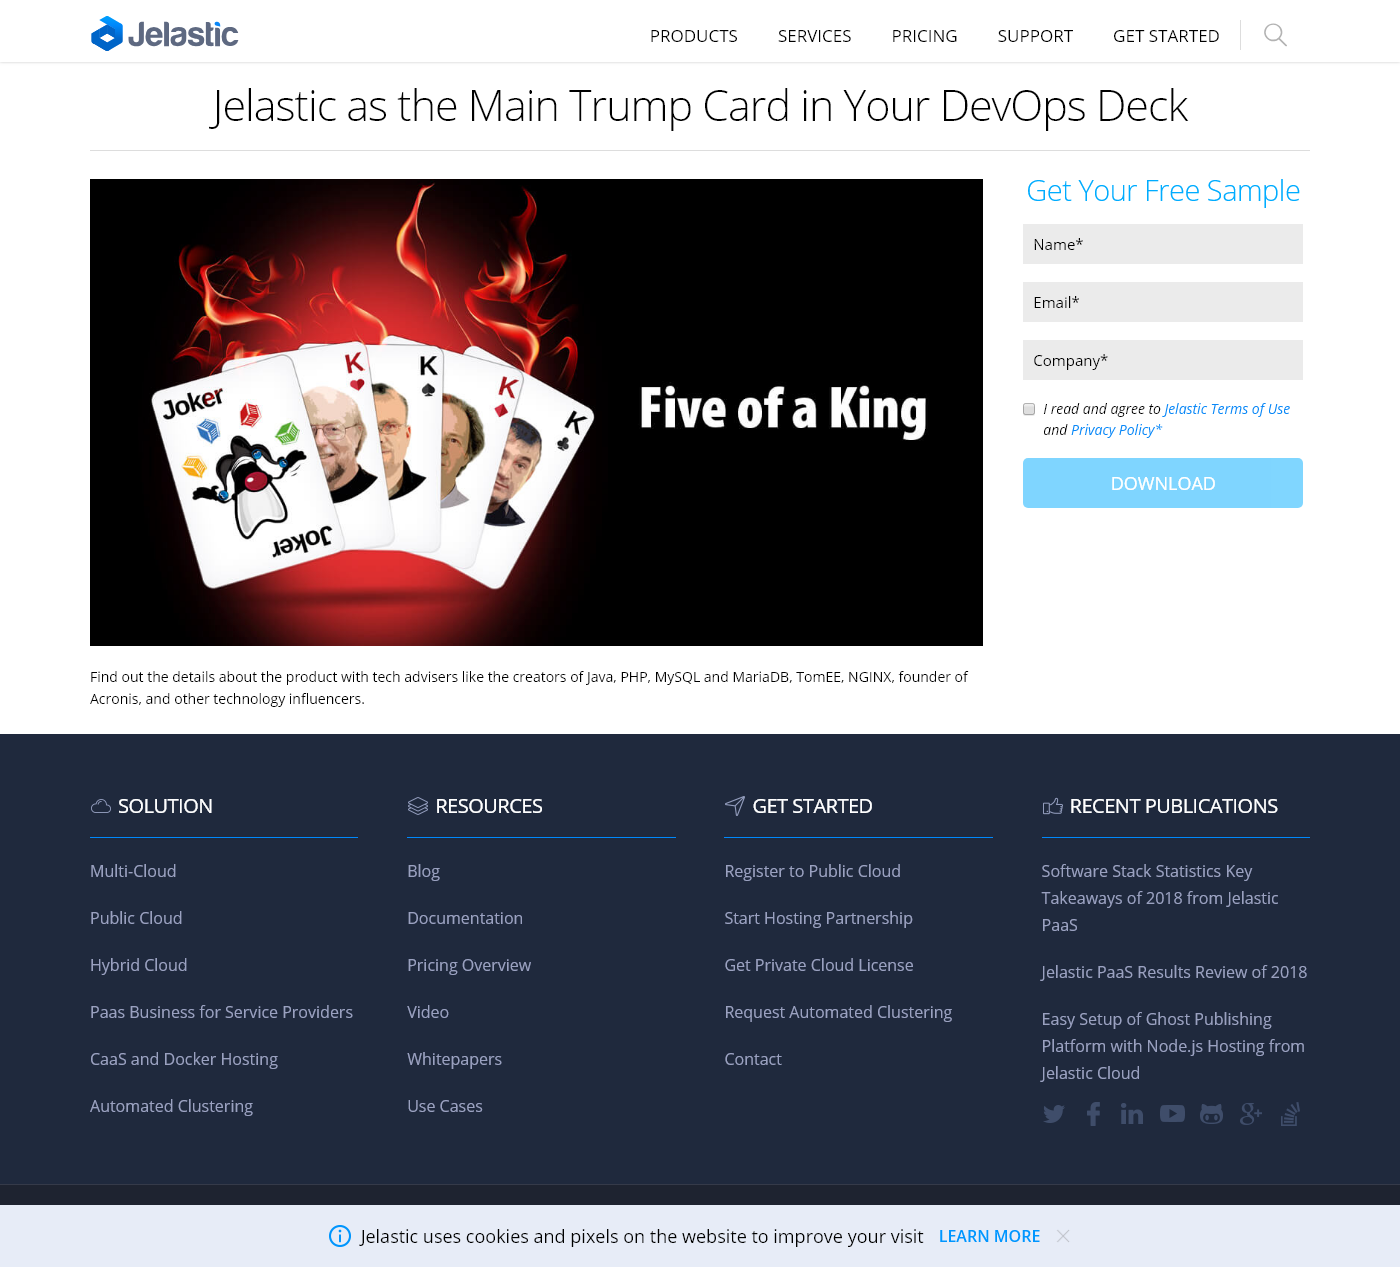 Jelastic
PRODUCTS
SERVICES
PRICING
SUPPORT
GET STARTED
Jelastic as the Main Trump Card in Your DevOps Deck
Joker
K
K
K
K
Joker
Five of a King
Find out the details about the product with tech advisers like the creators of Java, PHP, MySQL and MariaDB, TomEE, NGINX, founder of
Acronis, and other technology influencers.
Get Your Free Sample
Name*
Email*
Company*
I read and agree to Jelastic Terms of Use
and Privacy Policy*
DOWNLOAD
SOLUTION
Multi-Cloud
Public Cloud
Hybrid Cloud
Paas Business for Service Providers
CaaS and Docker Hosting
Automated Clustering
RESOURCES
Blog
Documentation
Pricing Overview
Video
Whitepapers
Use Cases
GET STARTED
Register to Public Cloud
Start Hosting Partnership
Get Private Cloud License
Request Automated Clustering
Contact
RECENT PUBLICATIONS
Software Stack Statistics Key
Takeaways of 2018 from Jelastic
PaaS
Jelastic PaaS Results Review of 2018
Easy Setup of Ghost Publishing
Platform with Node.js Hosting from
Jelastic Cloud
Jelastic uses cookies and pixels on the website to improve your visit LEARN MORE